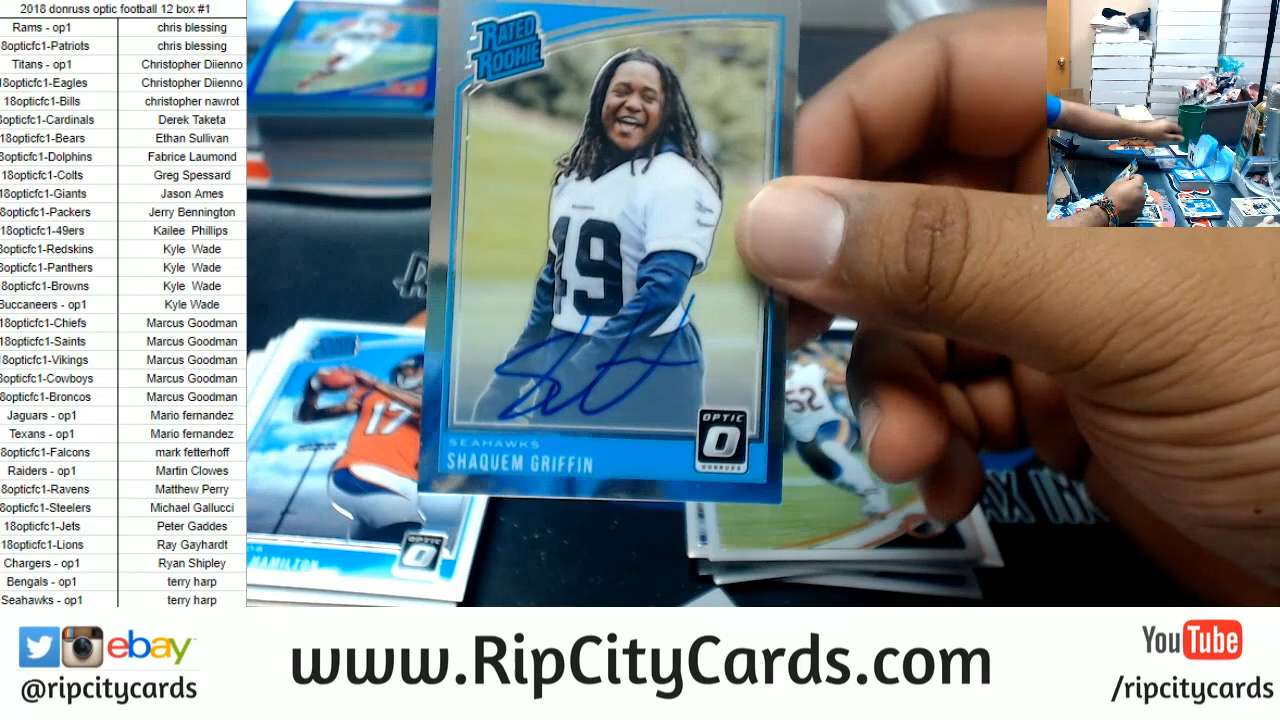 2018 donruss optic football 12 box #1
Rams - op1 chris blessing
8opticfc1-Patriots chris blessing
Titans - op1 Christopher Diienno
18opticfc1-Eagles Christopher Diienno
18opticfc1-Bills christopher nawrot
8opticfc1-Cardinals Derek Taketa
18opticfc1-Bears Ethan Sullivan
8opticfc1-Dolphins Fabrice Laumond
18opticfc1-Colts Greg Spessard
18opticfc1-Giants Jason Ames
8opticfc1-Packers Jerry Bennington
18opticfc1-49ers Kailee Phillips
8opticfc1-Redskins Kyle Wade
8opticfc1-Panthers Kyle Wade
8opticfc1-Browns Kyle Wade
Buccaneers - op1 Kyle Wade
18opticfc1-Chiefs Marcus Goodman
18opticfc1-Saints Marcus Goodman
18opticfc1-Vikings Marcus Goodman
8opticfc1-Cowboys Marcus Goodman
8opticfc1-Broncos Marcus Goodman
Jaguars - op1 Mario fernandez
Texans - op1 Mario fernandez
8opticfc1-Falcons mark fetterhoff
Raiders - op1 Martin Clowes
8opticfc1-Ravens Matthew Perry
8opticfc1-Steelers Michael Gallucci
18opticfc1-Jets Peter Gaddes
18opticfc1-Lions Ray Gayhardt
Chargers - op1 Ryan Shipley
Bengals - op1 terry harp
Seahawks - op1 terry harp
RATED
ROOKIE
49
OPTIC
DONRUSS
SEAHAWKS
SHAQUEM GRIFFIN
17
OPTIC
HAMILTON
52
ebay
@ripcitycards
www.RipCityCards.com
YouTube
/ripcitycards